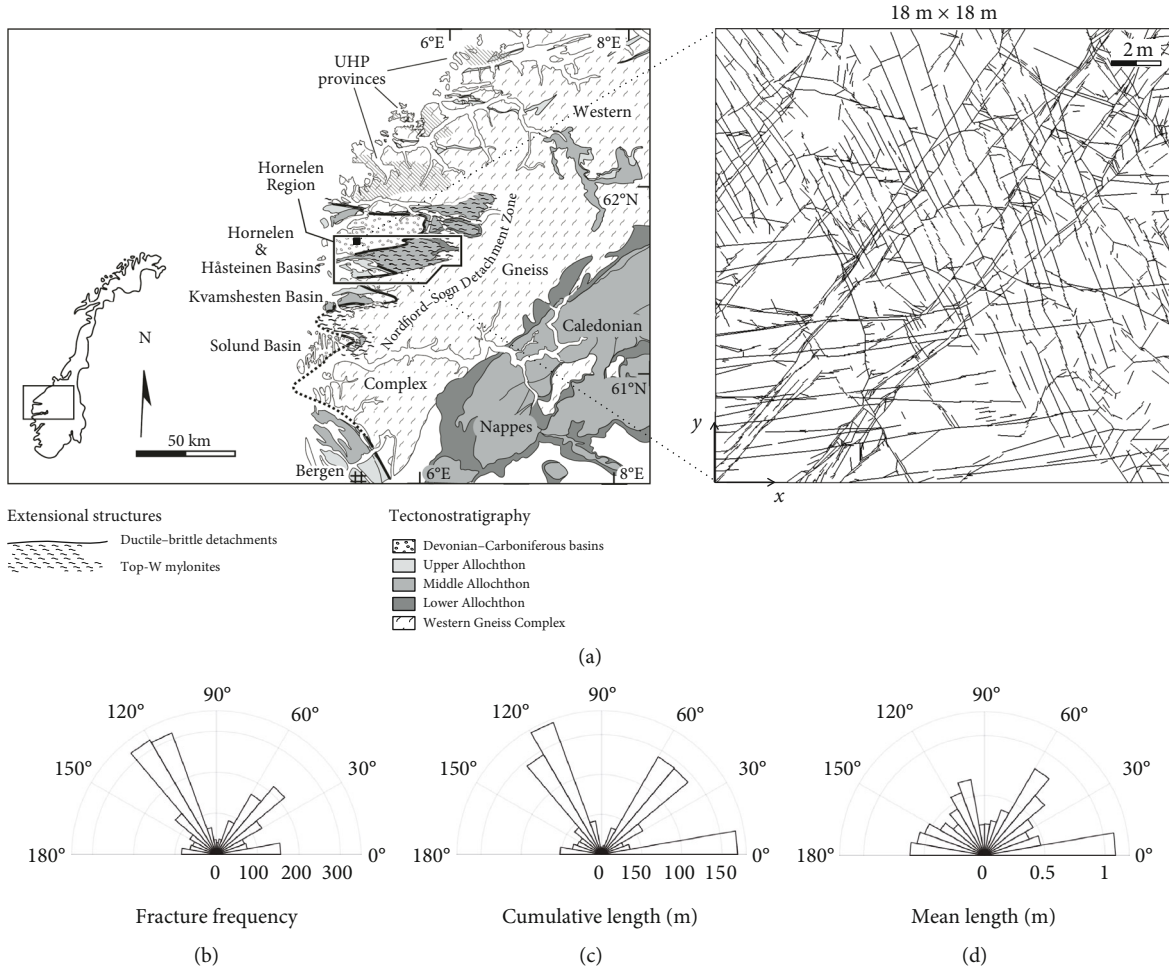 18 m × 18 m
6°E
8°E
UHP
provinces
2 m
Western
Hornelen
Region
62°N
Hornelen
&
Håsteinen Basins
Nordfjord–Sogn Detachment Zone
Gneiss
Kvamshesten Basin
Caledonian
N
Solund Basin
61°N
Complex
y
Nappes
50 km
Bergen
6°E
8°E
x
Extensional structures
Ductile–brittle detachments
Top-W mylonites
Tectonostratigraphy
Devonian–Carboniferous basins
Upper Allochthon
Middle Allochthon
Lower Allochthon
Western Gneiss Complex
(a)
90°
120°
60°
150°
30°
180°
0°
0 100 200 300
Fracture frequency
(b)
90°
120°
60°
150°
30°
180°
0°
0 150 100 150
Cumulative length (m)
(c)
90°
120°
60°
150°
30°
180°
0°
0 0.5 1
Mean length (m)
(d)